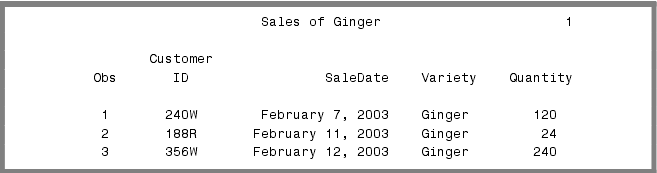 Sales of Ginger 1
Customer
Obs ID SaleDate Variety Quantity
1 240W February 7, 2003 Ginger 120
2 188R February 11, 2003 Ginger 24
3 356W February 12, 2003 Ginger 240